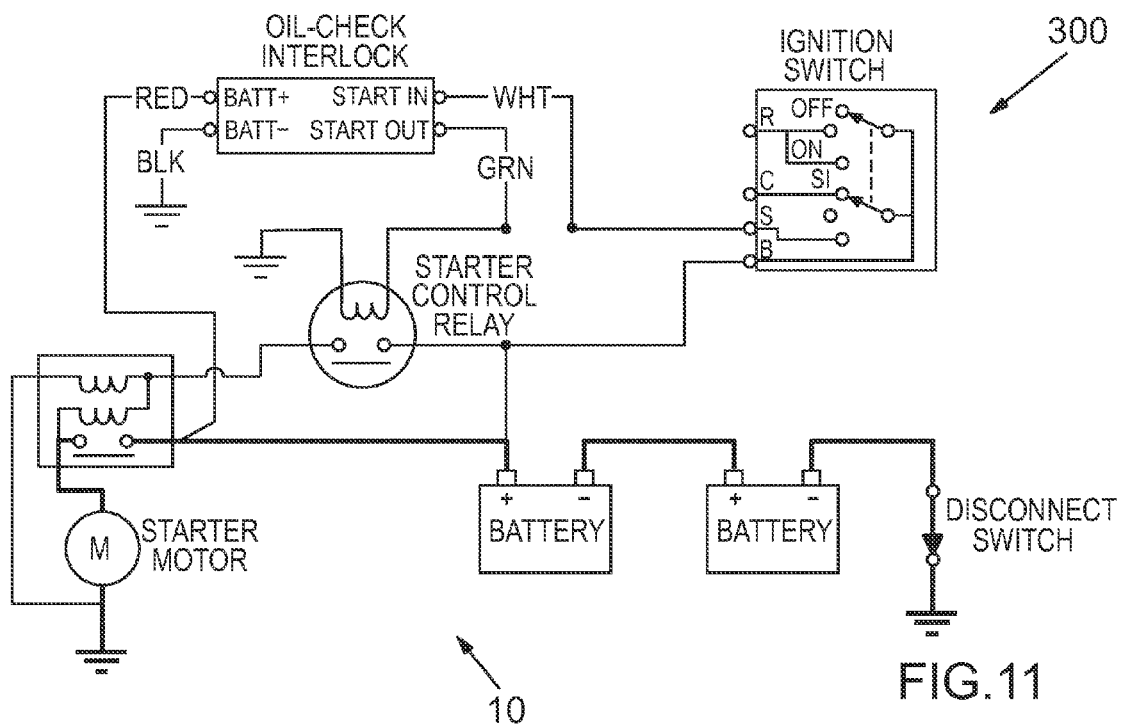 OIL-CHECK
INTERLOCK
IGNITION
SWITCH
300
RED
BATT+
START IN
WHT
BATT-
START OUT
BLK
GRN
R
OFF
ON
C
SI
S
B
STARTER
CONTROL
RELAY
+
-
BATTERY
+
-
BATTERY
DISCONNECT
SWITCH
M
STARTER
MOTOR
10
FIG.11